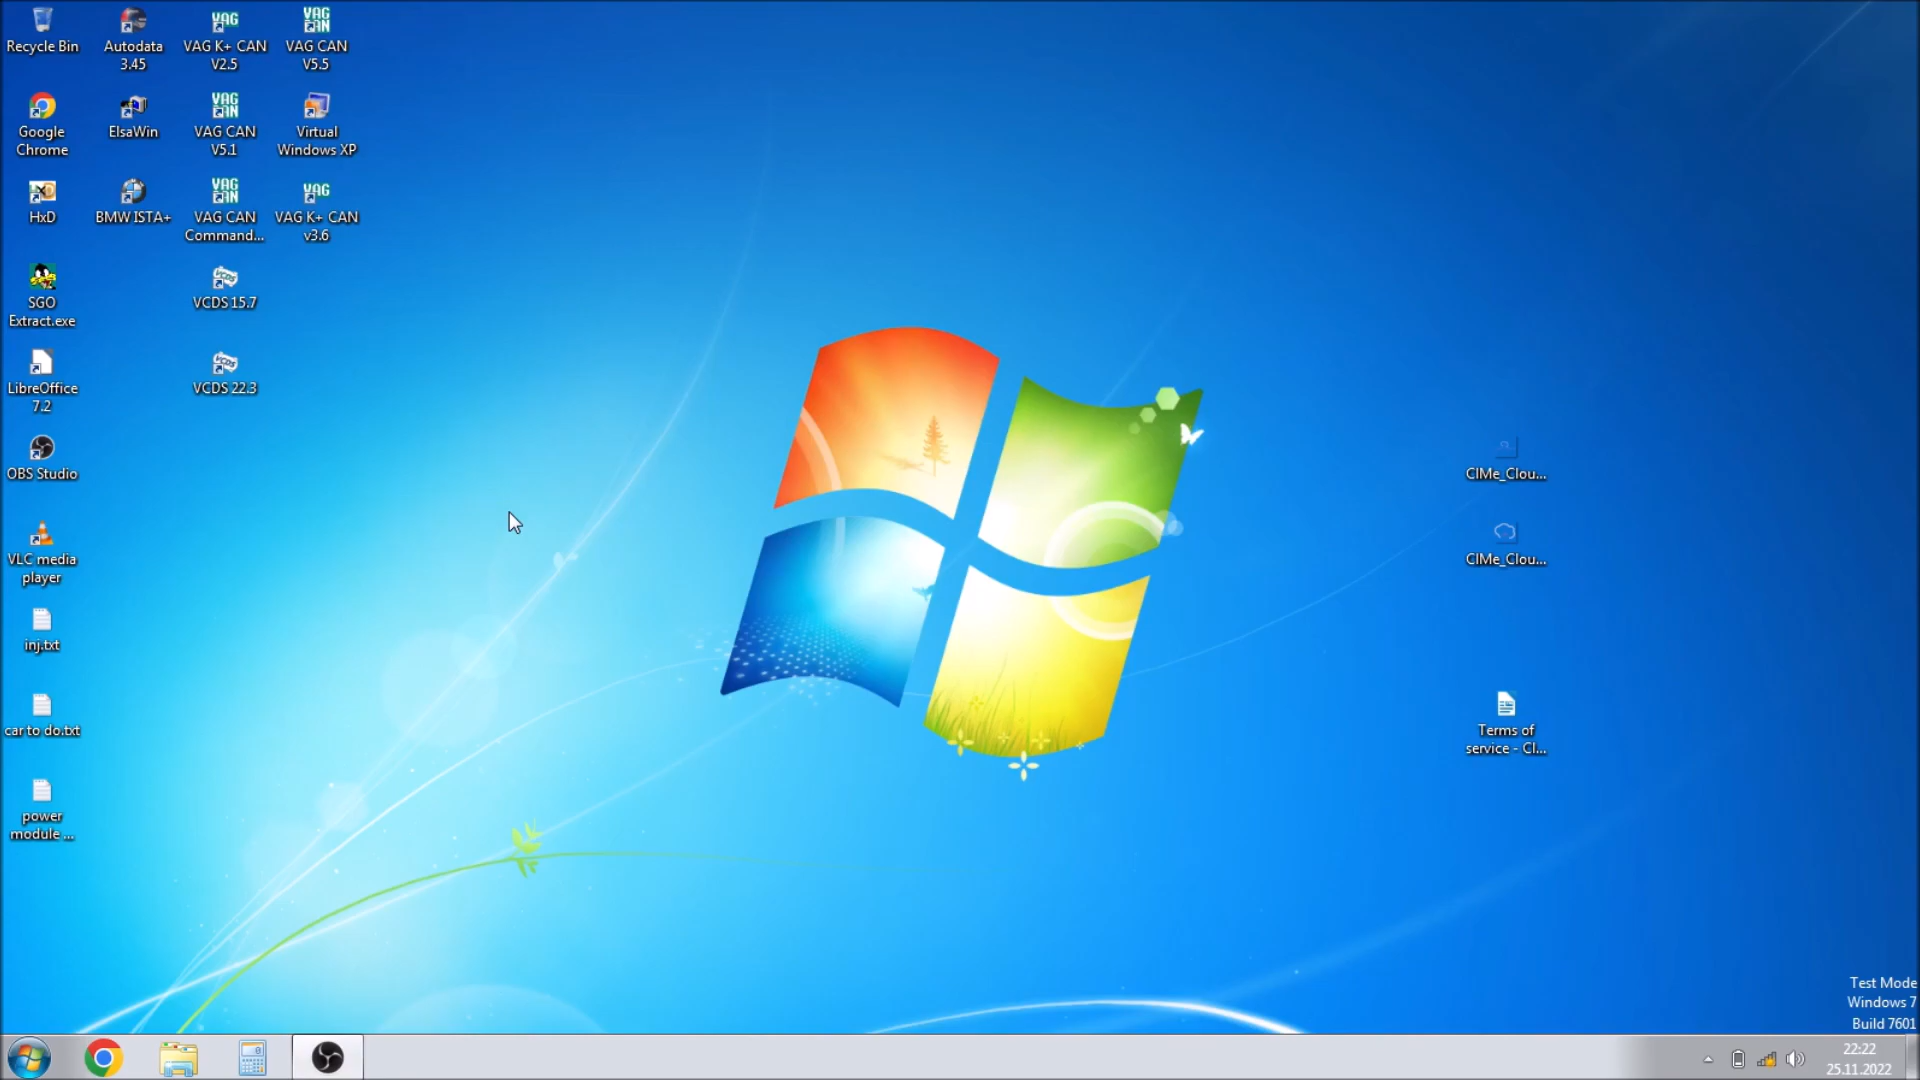 Recycle Bin
Autodata
3.45
VAG K+ CAN
V2.5
VAG CAN
V5.5
Google
Chrome
ElsaWin
VAG CAN
V5.1
Virtual
Windows XP
HxD
BMW ISTA+
VAG CAN
Command...
VAG K+ CAN
v3.6
SGO
Extract.exe
VCDS 15.7
LibreOffice
7.2
VCDS 22.3
OBS Studio
VLC media
player
inj.txt
car to do.txt
power
module ...
CIMe_Clou...
CIMe_Clou...
Terms of
service - Cl...
Test Mode
Windows 7
Build 7601
22:22
25.11.2022